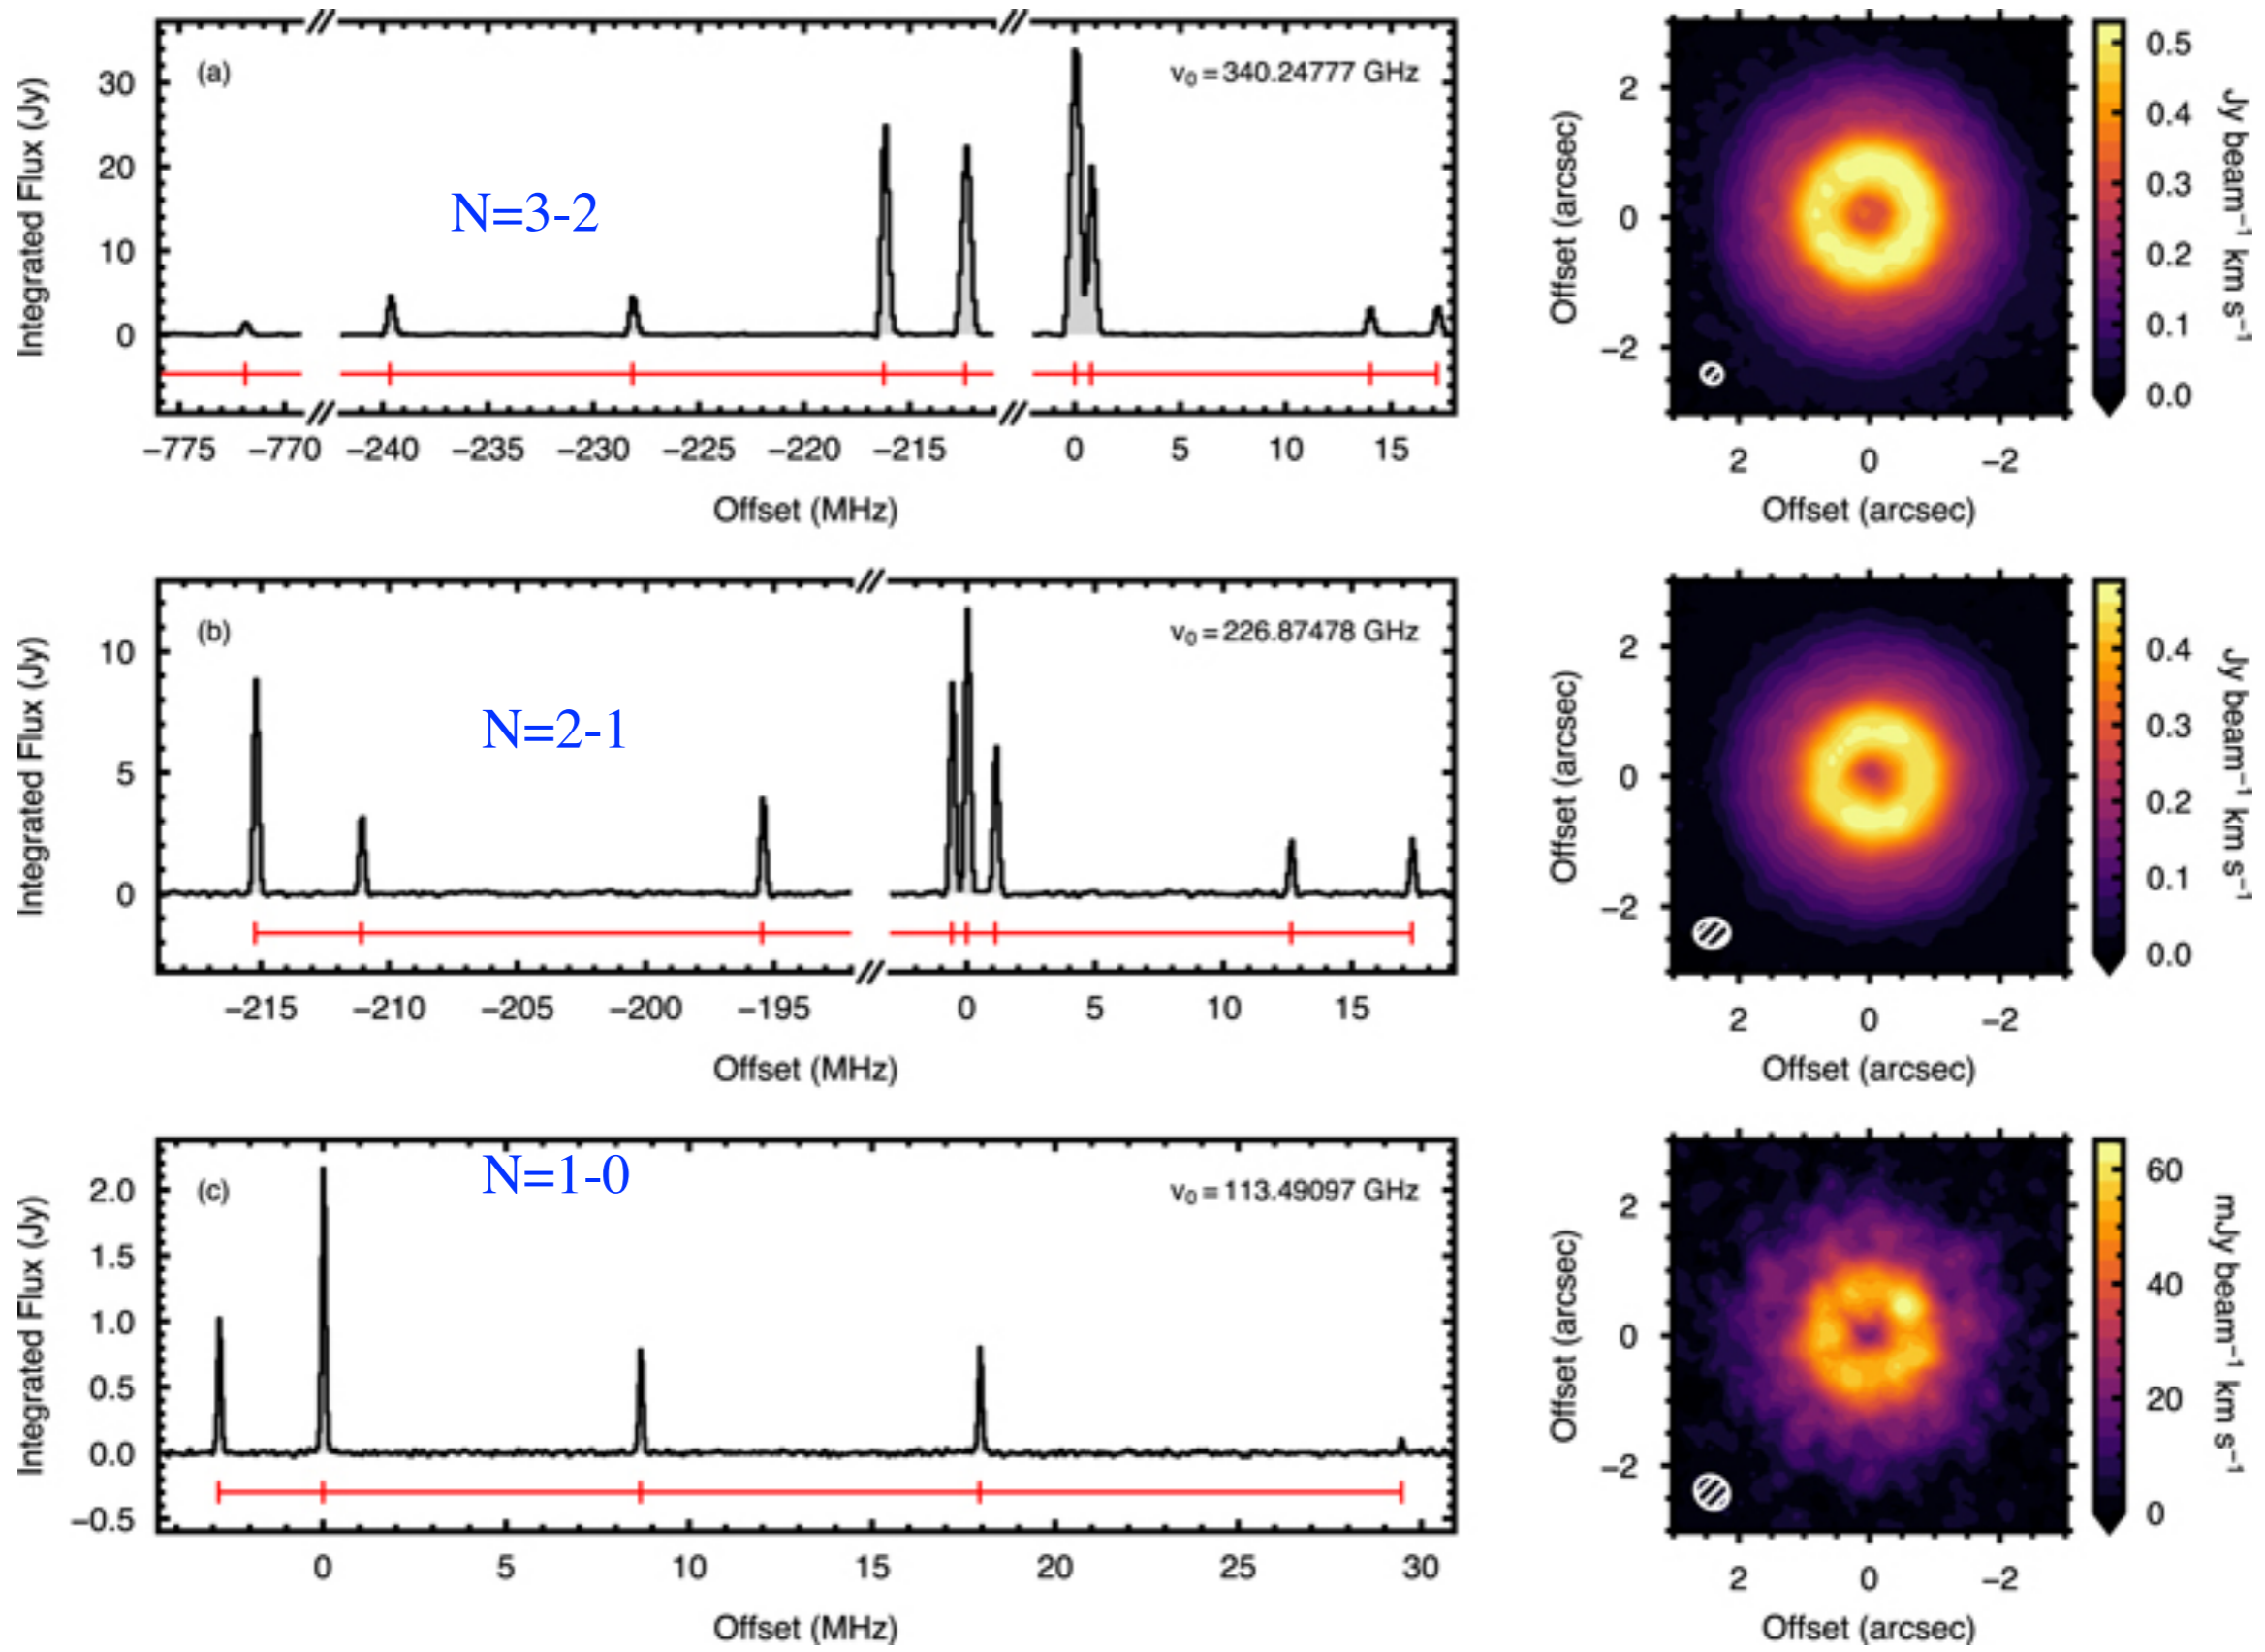 (a)
N=3-2
ν₀ = 340.24777 GHz
Integrated Flux (Jy)
30
20
10
0
−775 −770 −240 −235 −230 −225 −220 −215 0 5 10 15
Offset (MHz)
Offset (arcsec)
2
0
−2
2 0 −2
Offset (arcsec)
0.5
0.4
0.3
0.2
0.1
0.0
Jy beam⁻¹ km s⁻¹
(b)
N=2-1
ν₀ = 226.87478 GHz
Integrated Flux (Jy)
10
5
0
−215 −210 −205 −200 −195 0 5 10 15
Offset (MHz)
Offset (arcsec)
2
0
−2
2 0 −2
Offset (arcsec)
0.4
0.3
0.2
0.1
0.0
Jy beam⁻¹ km s⁻¹
(c)
N=1-0
ν₀ = 113.49097 GHz
Integrated Flux (Jy)
2.0
1.5
1.0
0.5
0.0
−0.5
0 5 10 15 20 25 30
Offset (MHz)
Offset (arcsec)
2
0
−2
2 0 −2
Offset (arcsec)
60
40
20
0
mJy beam⁻¹ km s⁻¹